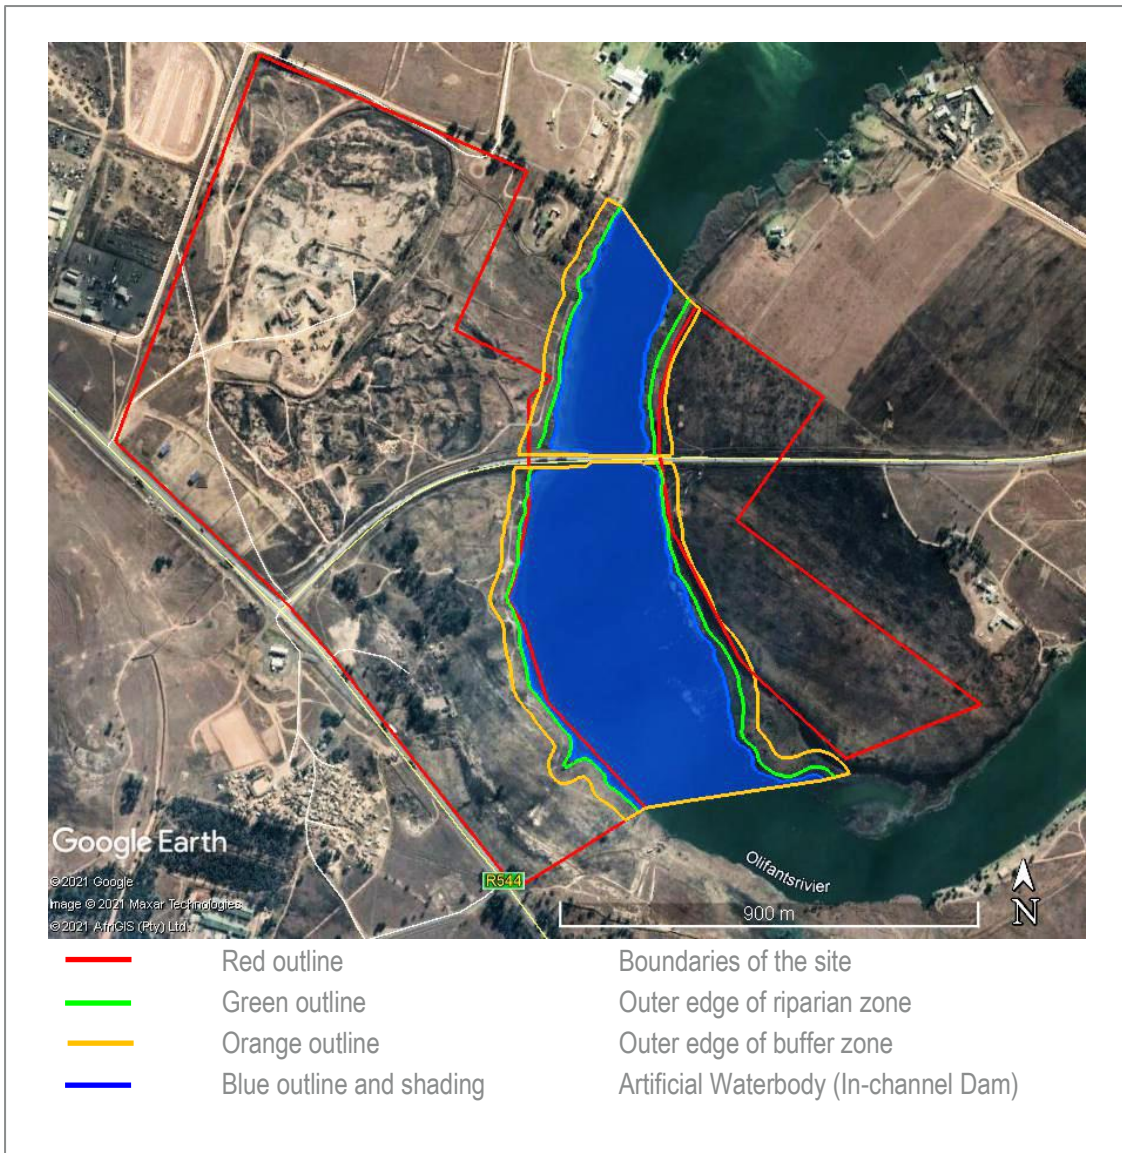 Google Earth
© 2021 Google
Image © 2021 Maxar Technologies
© 2021 AfriGIS (Pty) Ltd.
R544
Olifantsrivier
900 m
N
Red outline Boundaries of the site
Green outline Outer edge of riparian zone
Orange outline Outer edge of buffer zone
Blue outline and shading Artificial Waterbody (In-channel Dam)